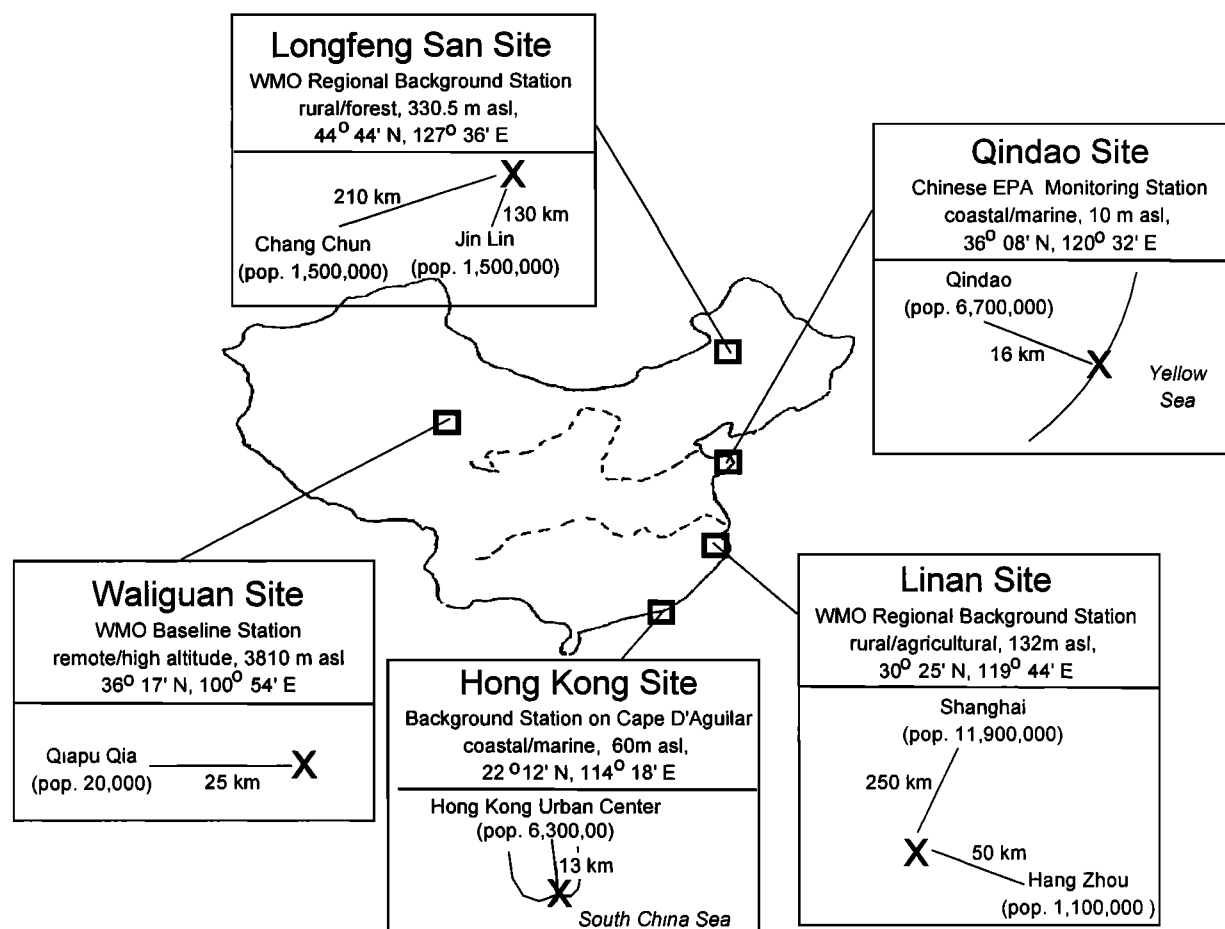 Longfeng San Site
WMO Regional Background Station
rural/forest, 330.5 m asl,
44° 44' N, 127° 36' E
210 km
130 km
Chang Chun
(pop. 1,500,000)
Jin Lin
(pop. 1,500,000)
Qindao Site
Chinese EPA Monitoring Station
coastal/marine, 10 m asl,
36° 08' N, 120° 32' E
Qindao
(pop. 6,700,000)
16 km
Yellow
Sea
Waliguan Site
WMO Baseline Station
remote/high altitude, 3810 m asl
36° 17' N, 100° 54' E
Qiapu Qia
(pop. 20,000)
25 km
Hong Kong Site
Background Station on Cape D'Aguilar
coastal/marine, 60m asl,
22°12' N, 114° 18' E
Hong Kong Urban Center
(pop. 6,300,00)
13 km
South China Sea
Linan Site
WMO Regional Background Station
rural/agricultural, 132m asl,
30° 25' N, 119° 44' E
Shanghai
(pop. 11,900,000)
250 km
50 km
Hang Zhou
(pop. 1,100,000 )